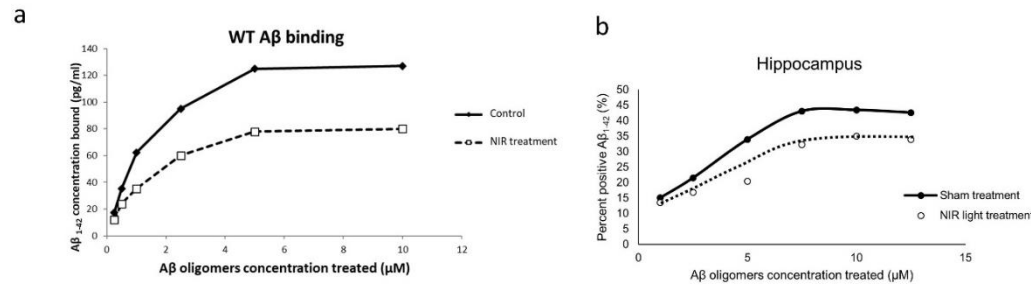 a
WT Aβ binding
Aβ 1-42 concentration bound (pg/ml)
140
120
100
80
60
40
20
0
0 2 4 6 8 10 12
Aβ oligomers concentration treated (µM)
Control
NIR treatment
b
Hippocampus
Percent positive Aβ1-42 (%)
50
45
40
35
30
25
20
15
10
5
0
0 5 10 15
Aβ oligomers concentration treated (µM)
Sham treatment
NIR light treatment